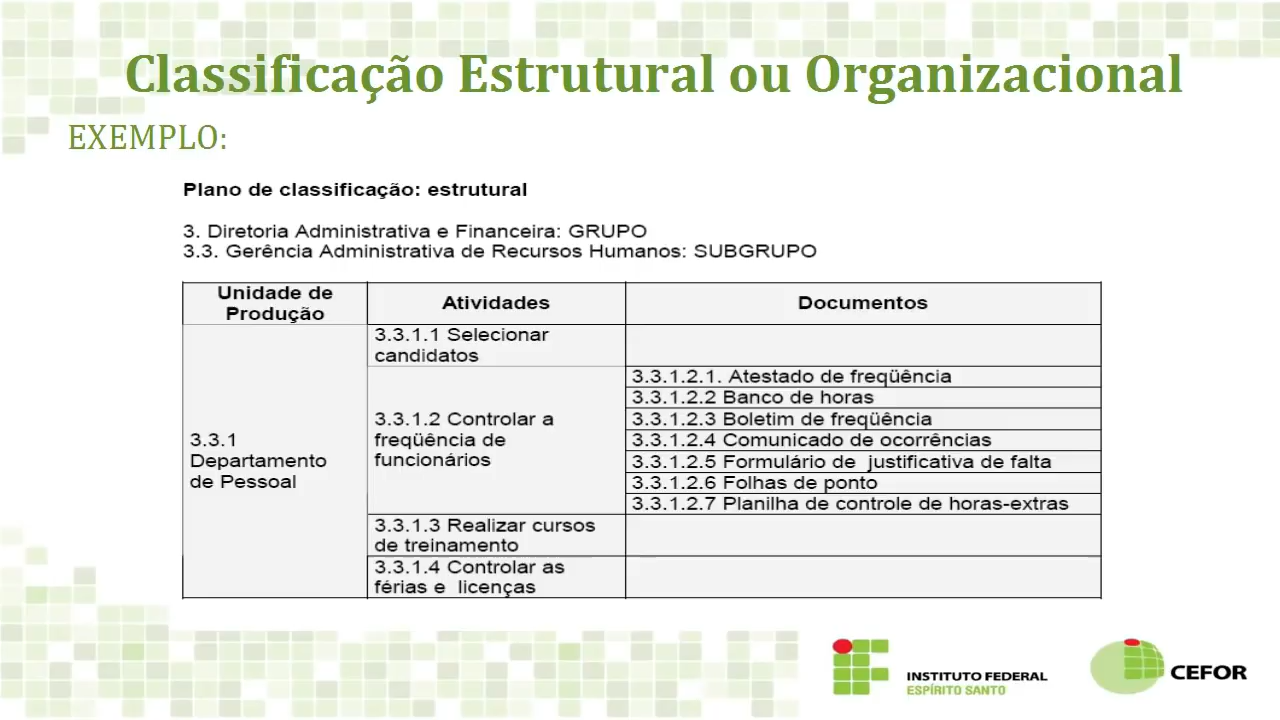 Classificação Estrutural ou Organizacional
EXEMPLO:
Plano de classificação: estrutural
3. Diretoria Administrativa e Financeira: GRUPO
3.3. Gerência Administrativa de Recursos Humanos: SUBGRUPO
Unidade de
Produção
Atividades
Documentos
3.3.1
Departamento
de Pessoal
3.3.1.1 Selecionar
candidatos
3.3.1.2 Controlar a
freqüência de
funcionários
3.3.1.2.1. Atestado de freqüência
3.3.1.2.2 Banco de horas
3.3.1.2.3 Boletim de freqüência
3.3.1.2.4 Comunicado de ocorrências
3.3.1.2.5 Formulário de justificativa de falta
3.3.1.2.6 Folhas de ponto
3.3.1.2.7 Planilha de controle de horas-extras
3.3.1.3 Realizar cursos
de treinamento
3.3.1.4 Controlar as
férias e licenças
INSTITUTO FEDERAL
ESPÍRITO SANTO
CEFOR